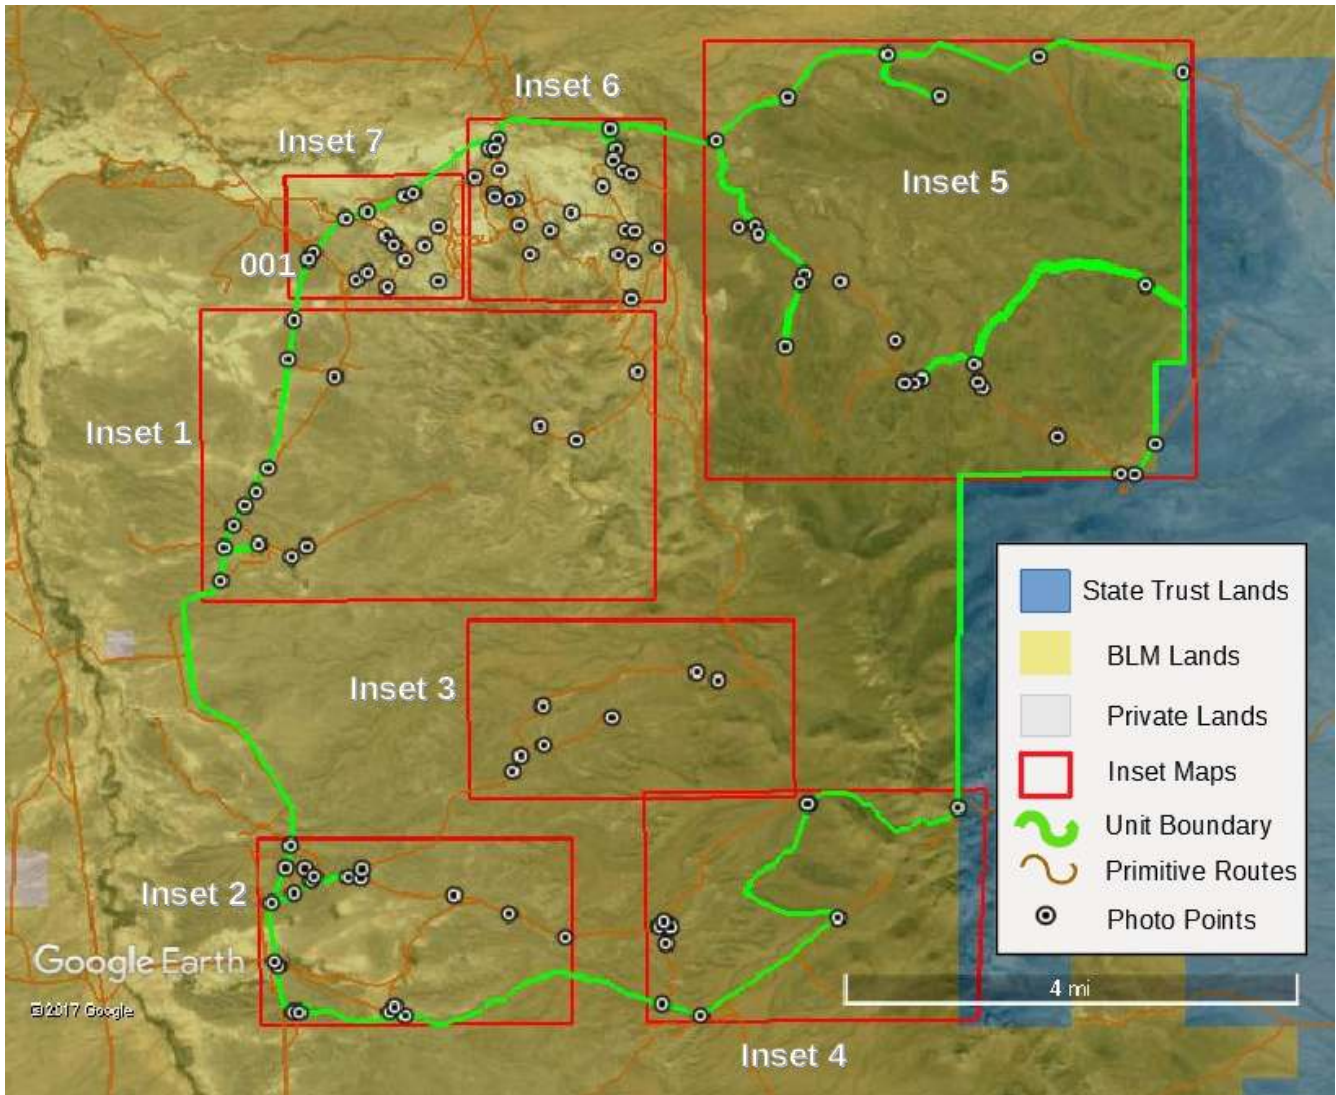 Inset 6
Inset 7
Inset 5
001
Inset 1
Inset 3
Inset 2
Inset 4
State Trust Lands
BLM Lands
Private Lands
Inset Maps
Unit Boundary
Primitive Routes
Photo Points
4 mi
Google Earth
©2017 Google